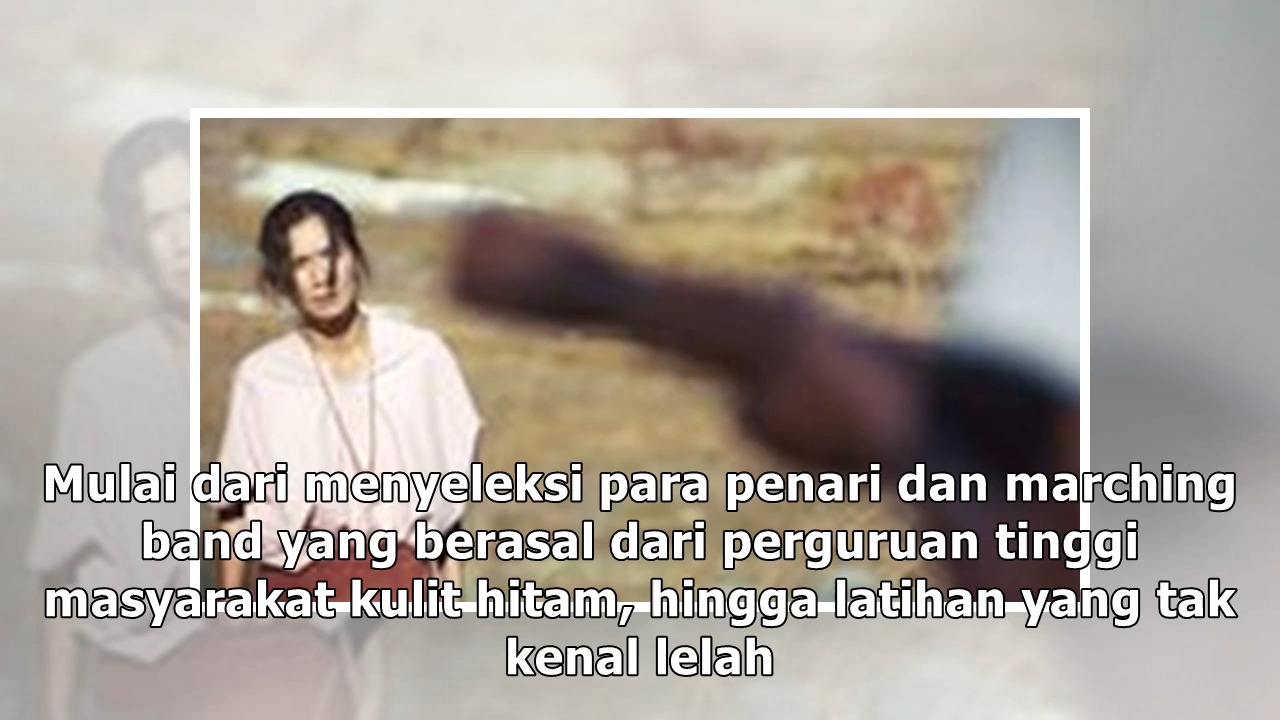 Mulai dari menyeleksi para penari dan marching
band yang berasal dari perguruan tinggi
masyarakat kulit hitam, hingga latihan yang tak
kenal lelah